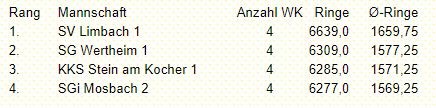 Rang Mannschaft Anzahl WK Ringe Ø-Ringe
1. SV Limbach 1 4 6639,0 1659,75
2. SG Wertheim 1 4 6309,0 1577,25
3. KKS Stein am Kocher 1 4 6285,0 1571,25
4. SGi Mosbach 2 4 6277,0 1569,25